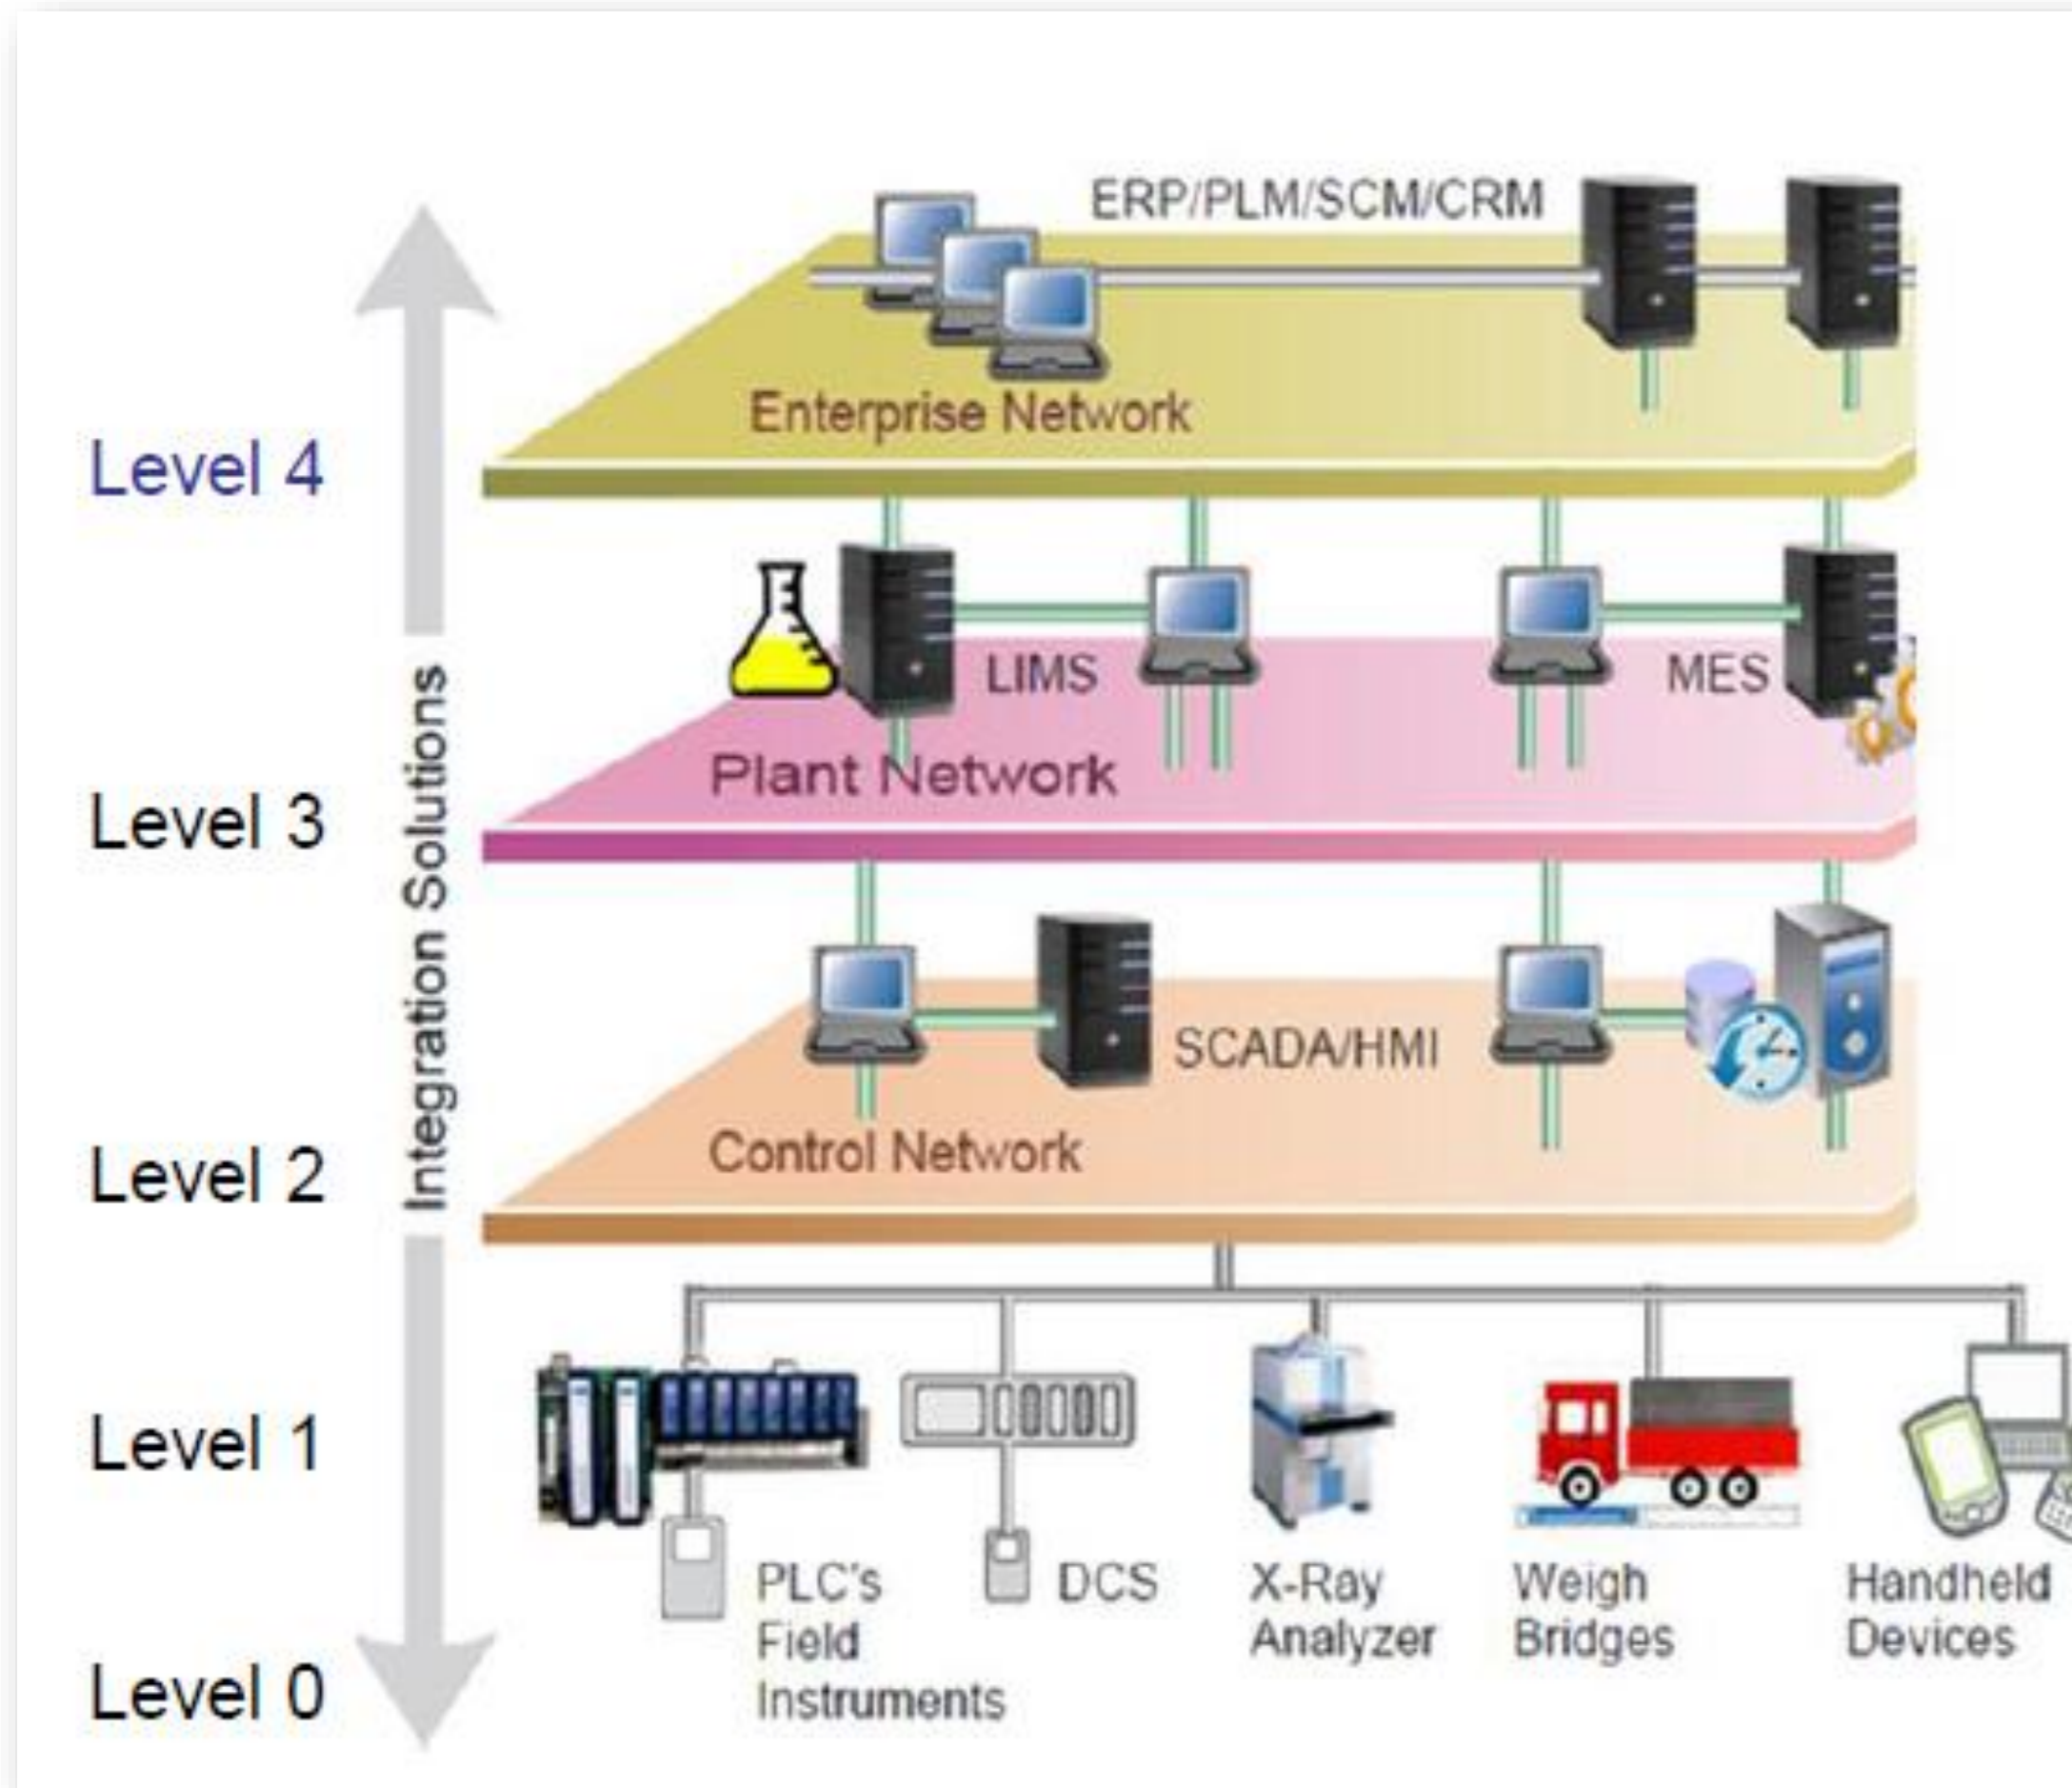 ERP/PLM/SCM/CRM
Enterprise Network
Level 4
LIMS
MES
Plant Network
Level 3
Integration Solutions
SCADA/HMI
Control Network
Level 2
Level 1
PLC's
Field
Instruments
DCS
X-Ray
Analyzer
Weigh
Bridges
Handheld
Devices
Level 0